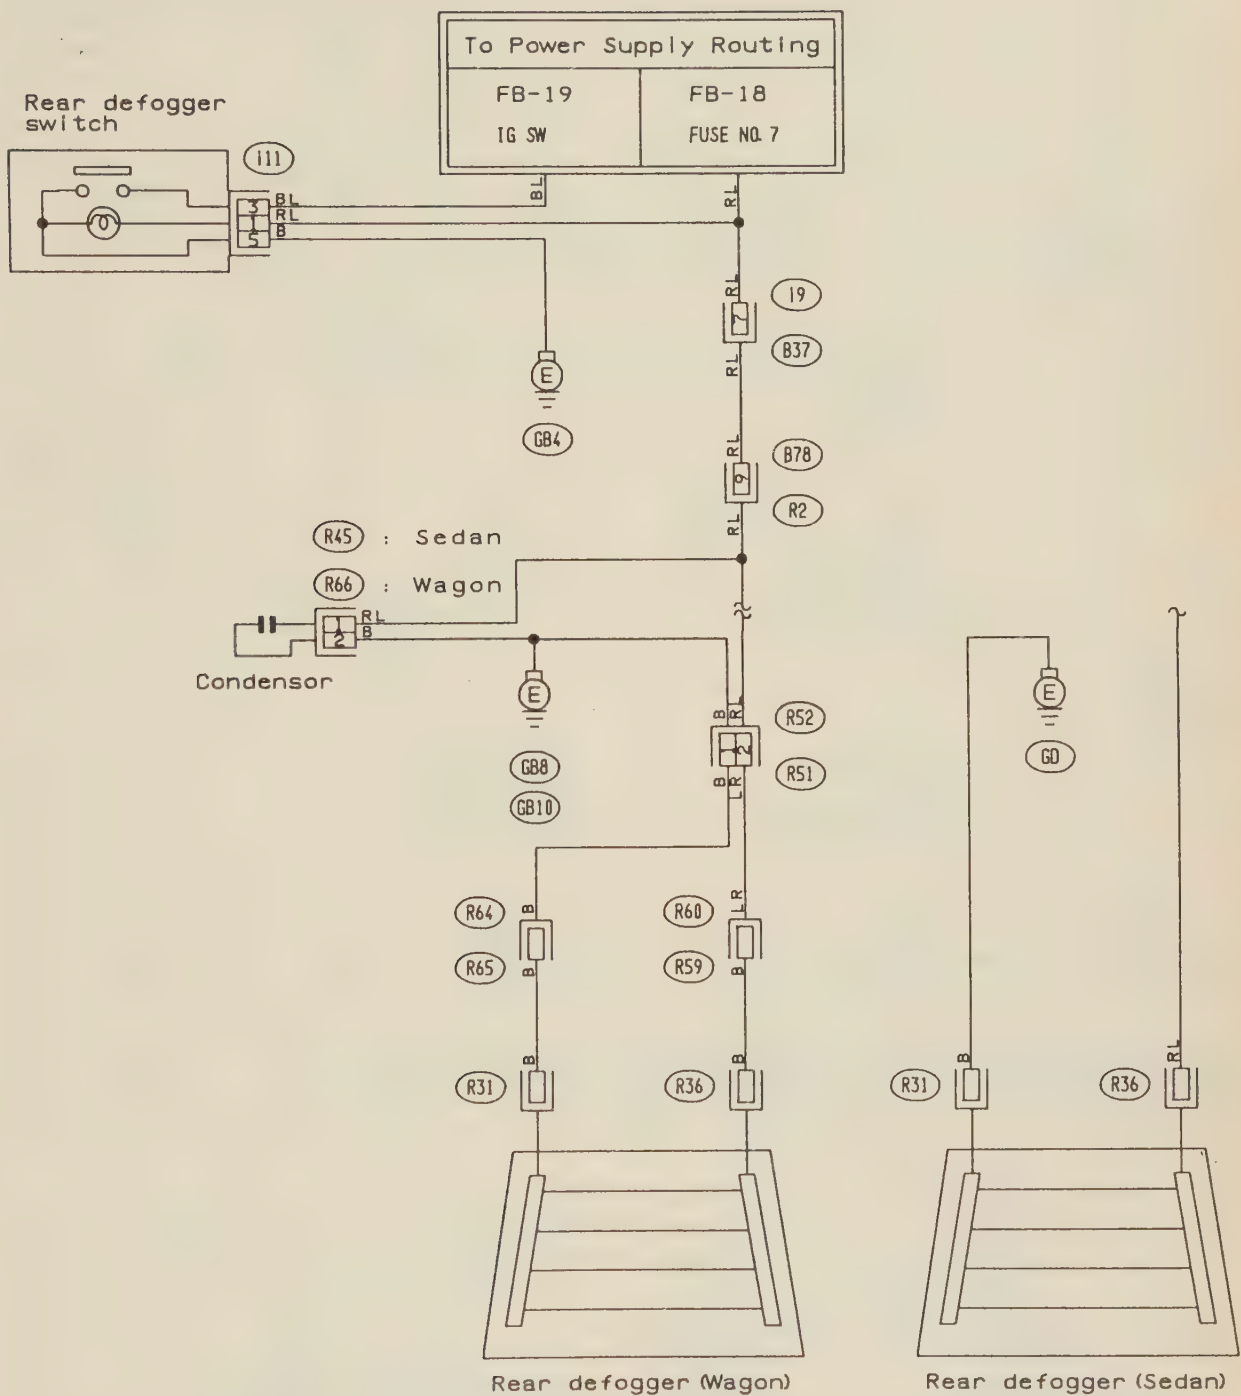 To Power Supply Routing
FB-19
FB-18
IG SW
FUSE NO. 7
Rear defogger
switch
i11
3
1
5
BL
RL
B
BL
RL
RL
7
i9
B37
RL
E
GB4
RL
9
B78
R2
RL
R45 : Sedan
R66 : Wagon
1
2
RL
B
Condensor
E
GB8
GB10
B
RL
1
2
R52
R51
B
LR
E
GD
R64
B
R65
B
R60
LR
R59
B
R31
B
R36
B
R31
B
R36
RL
Rear defogger (Wagon)
Rear defogger (Sedan)